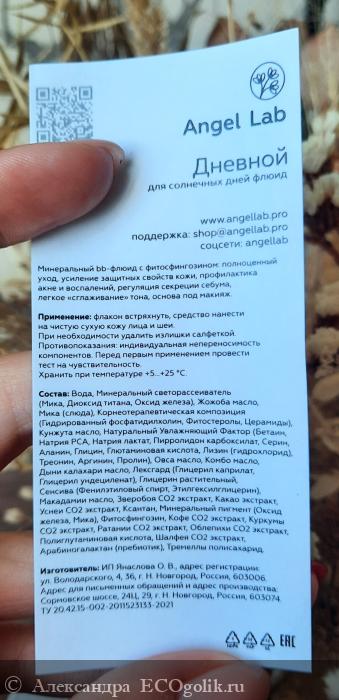 Angel Lab
Дневной
для солнечных дней флюид
www.angellab.pro
поддержка: shop@angellab.pro
соцсети: angellab
Минеральный bb-флюид с фитосфингозином: полноценный
уход, усиление защитных свойств кожи, профилактика
акне и воспалений, регуляция секреции себума,
легкое «сглаживание» тона, основа под макияж.
Применение: флакон встряхнуть, средство нанести
на чистую сухую кожу лица и шеи.
При необходимости удалить излишки салфеткой.
Противопоказания: индивидуальная непереносимость
компонентов. Перед первым применением провести
тест на чувствительность.
Хранить при температуре +5...+25 °C.
Состав: Вода, Минеральный светорассеиватель
(Мика, Диоксид титана, Оксид железа), Жожоба масло,
Мика (слюда), Корнеотерапевтическая композиция
(Гидрированный фосфатидилхолин, Фитостеролы, Церамиды),
Кунжута масло, Натуральный Увлажняющий Фактор (Бетаин,
Натрия PCA, Натрия лактат, Пирролидон карбоксилат, Серин,
Аланин, Глицин, Глютаминовая кислота, Лизин (гидрохлорид),
Треонин, Аргинин, Пролин), Овса масло, Комбо масло,
Дыни калахари масло, Лексгард (Глицерил каприлат,
Глицерил ундециленат), Глицерин растительный,
Сенсива (Фенилэтиловый спирт, Этилгексилглицерин),
Макадамии масло, Зверобоя CO2 экстракт, Какао экстракт,
Уснеи CO2 экстракт, Ксантан, Минеральный пигмент (Оксид
железа, Мика), Фитосфингозин, Кофе CO2 экстракт, Куркумы
CO2 экстракт, Ратании CO2 экстракт, Облепихи CO2 экстракт,
Полиглутаминовая кислота, Шалфея CO2 экстракт,
Арабиногалактан (пребиотик), Тремеллы полисахарид.
Изготовитель: ИП Янаслова О. В., адрес регистрации:
ул. Володарского, 4, 36, г. Н. Новгород, Россия, 603006.
Адрес для письменных обращений и адрес производства:
Сормовское шоссе, 24Ц, 29, г. Н. Новгород, Россия, 603074.
ТУ 20.42.15-002-2011523133-2021
EAC
© Александра ECOgolik.ru